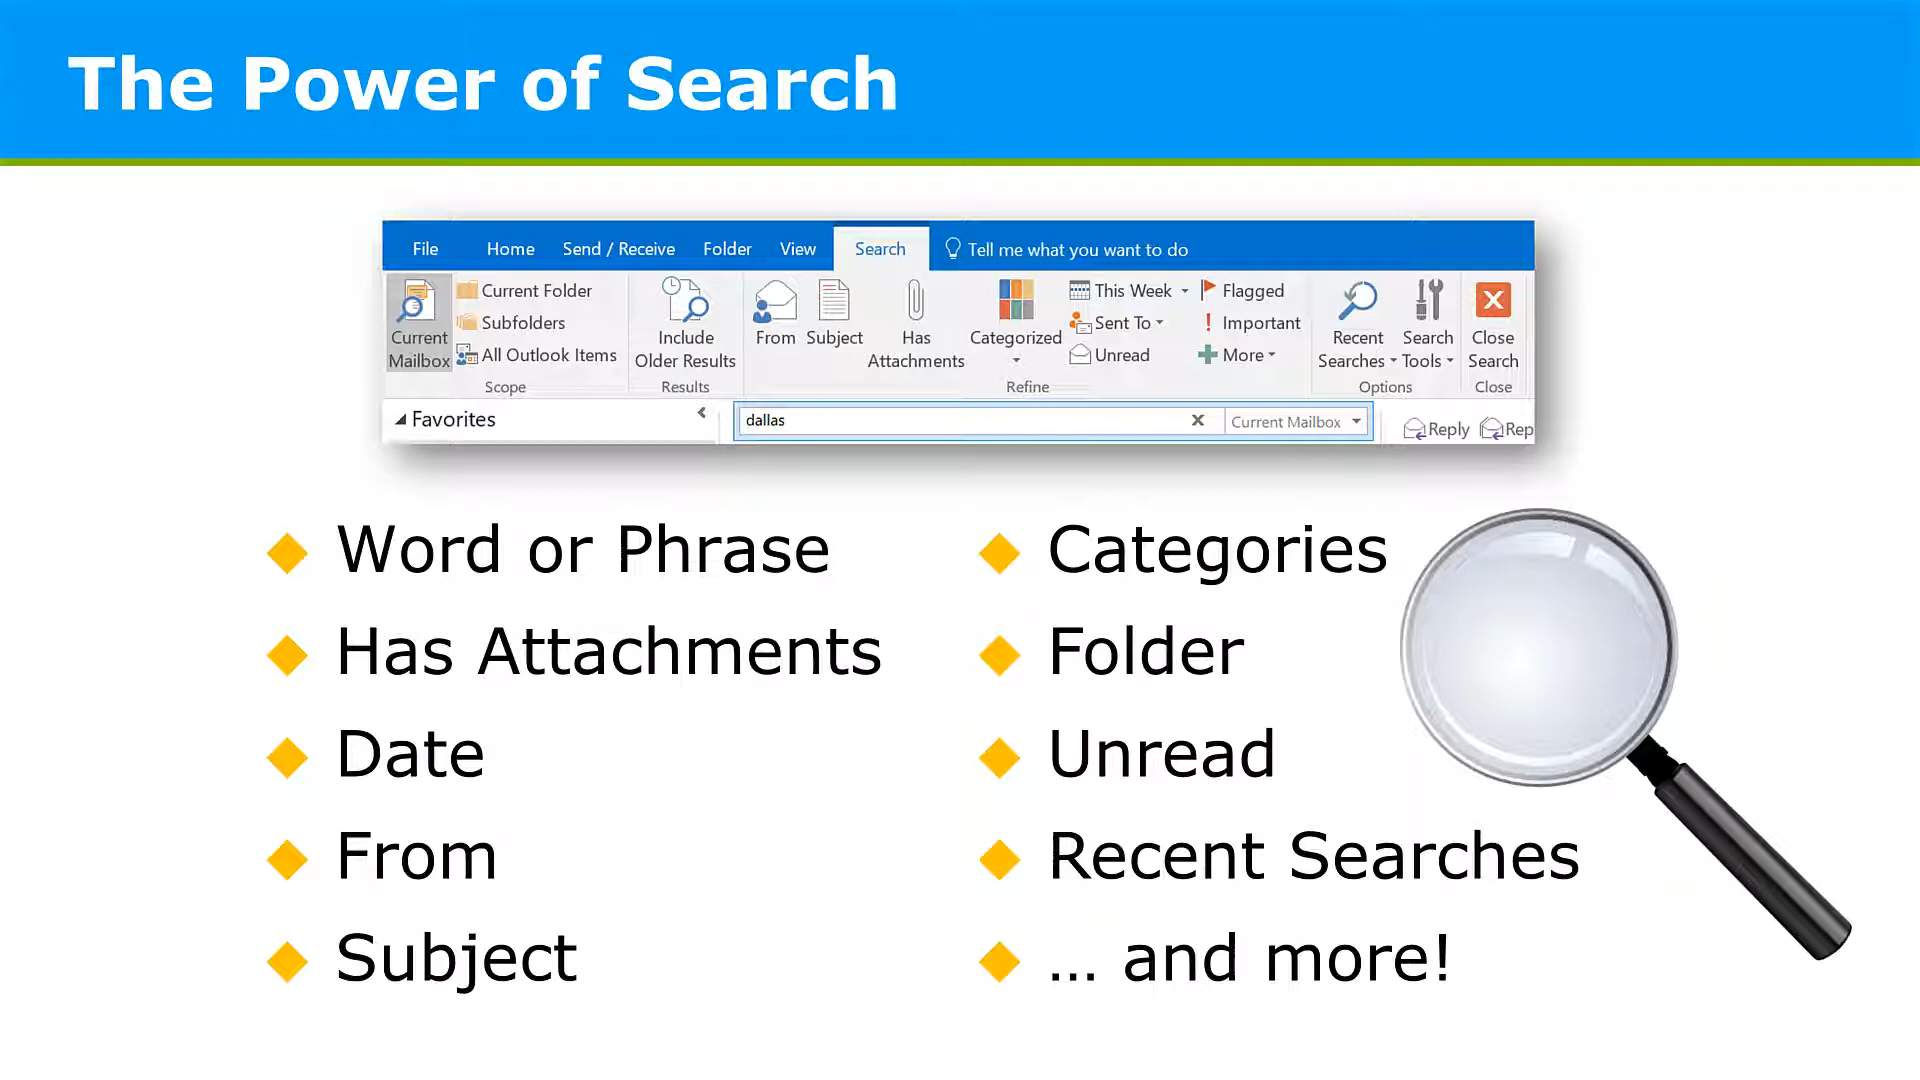 The Power of Search
File Home Send / Receive Folder View Search Tell me what you want to do
Current Mailbox
Current Folder
Subfolders
All Outlook Items
Scope
Include Older Results
Results
From
Subject
Has Attachments
Categorized
This Week
Sent To
Unread
Flagged
Important
More
Refine
Recent Searches
Search Tools
Options
Close Search
Close
Favorites
dallas
Current Mailbox
Reply
Rep
Word or Phrase
Has Attachments
Date
From
Subject
Categories
Folder
Unread
Recent Searches
... and more!